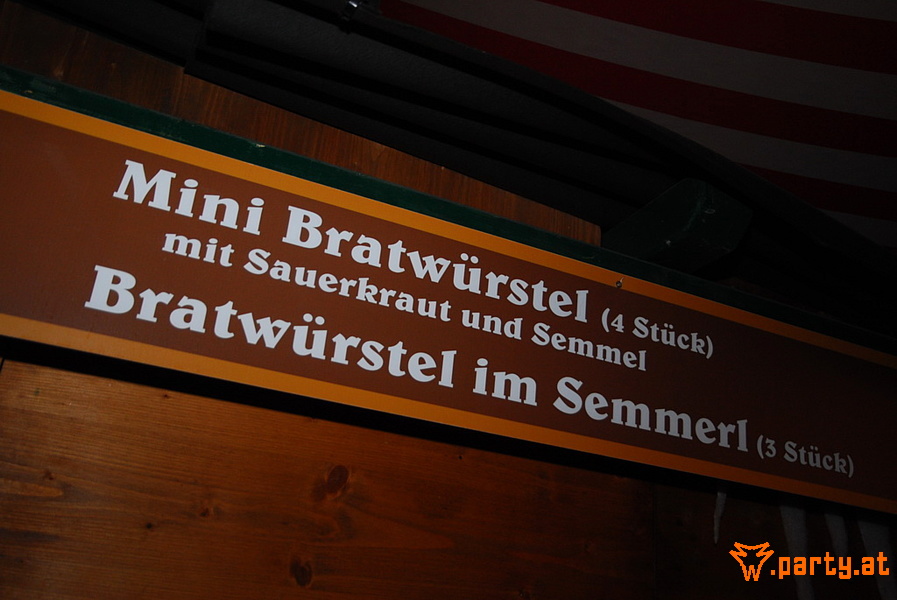 Mini Bratwürstel (4 Stück)
mit Sauerkraut und Semmel
Bratwürstel im Semmerl (3 Stück)
.party.at